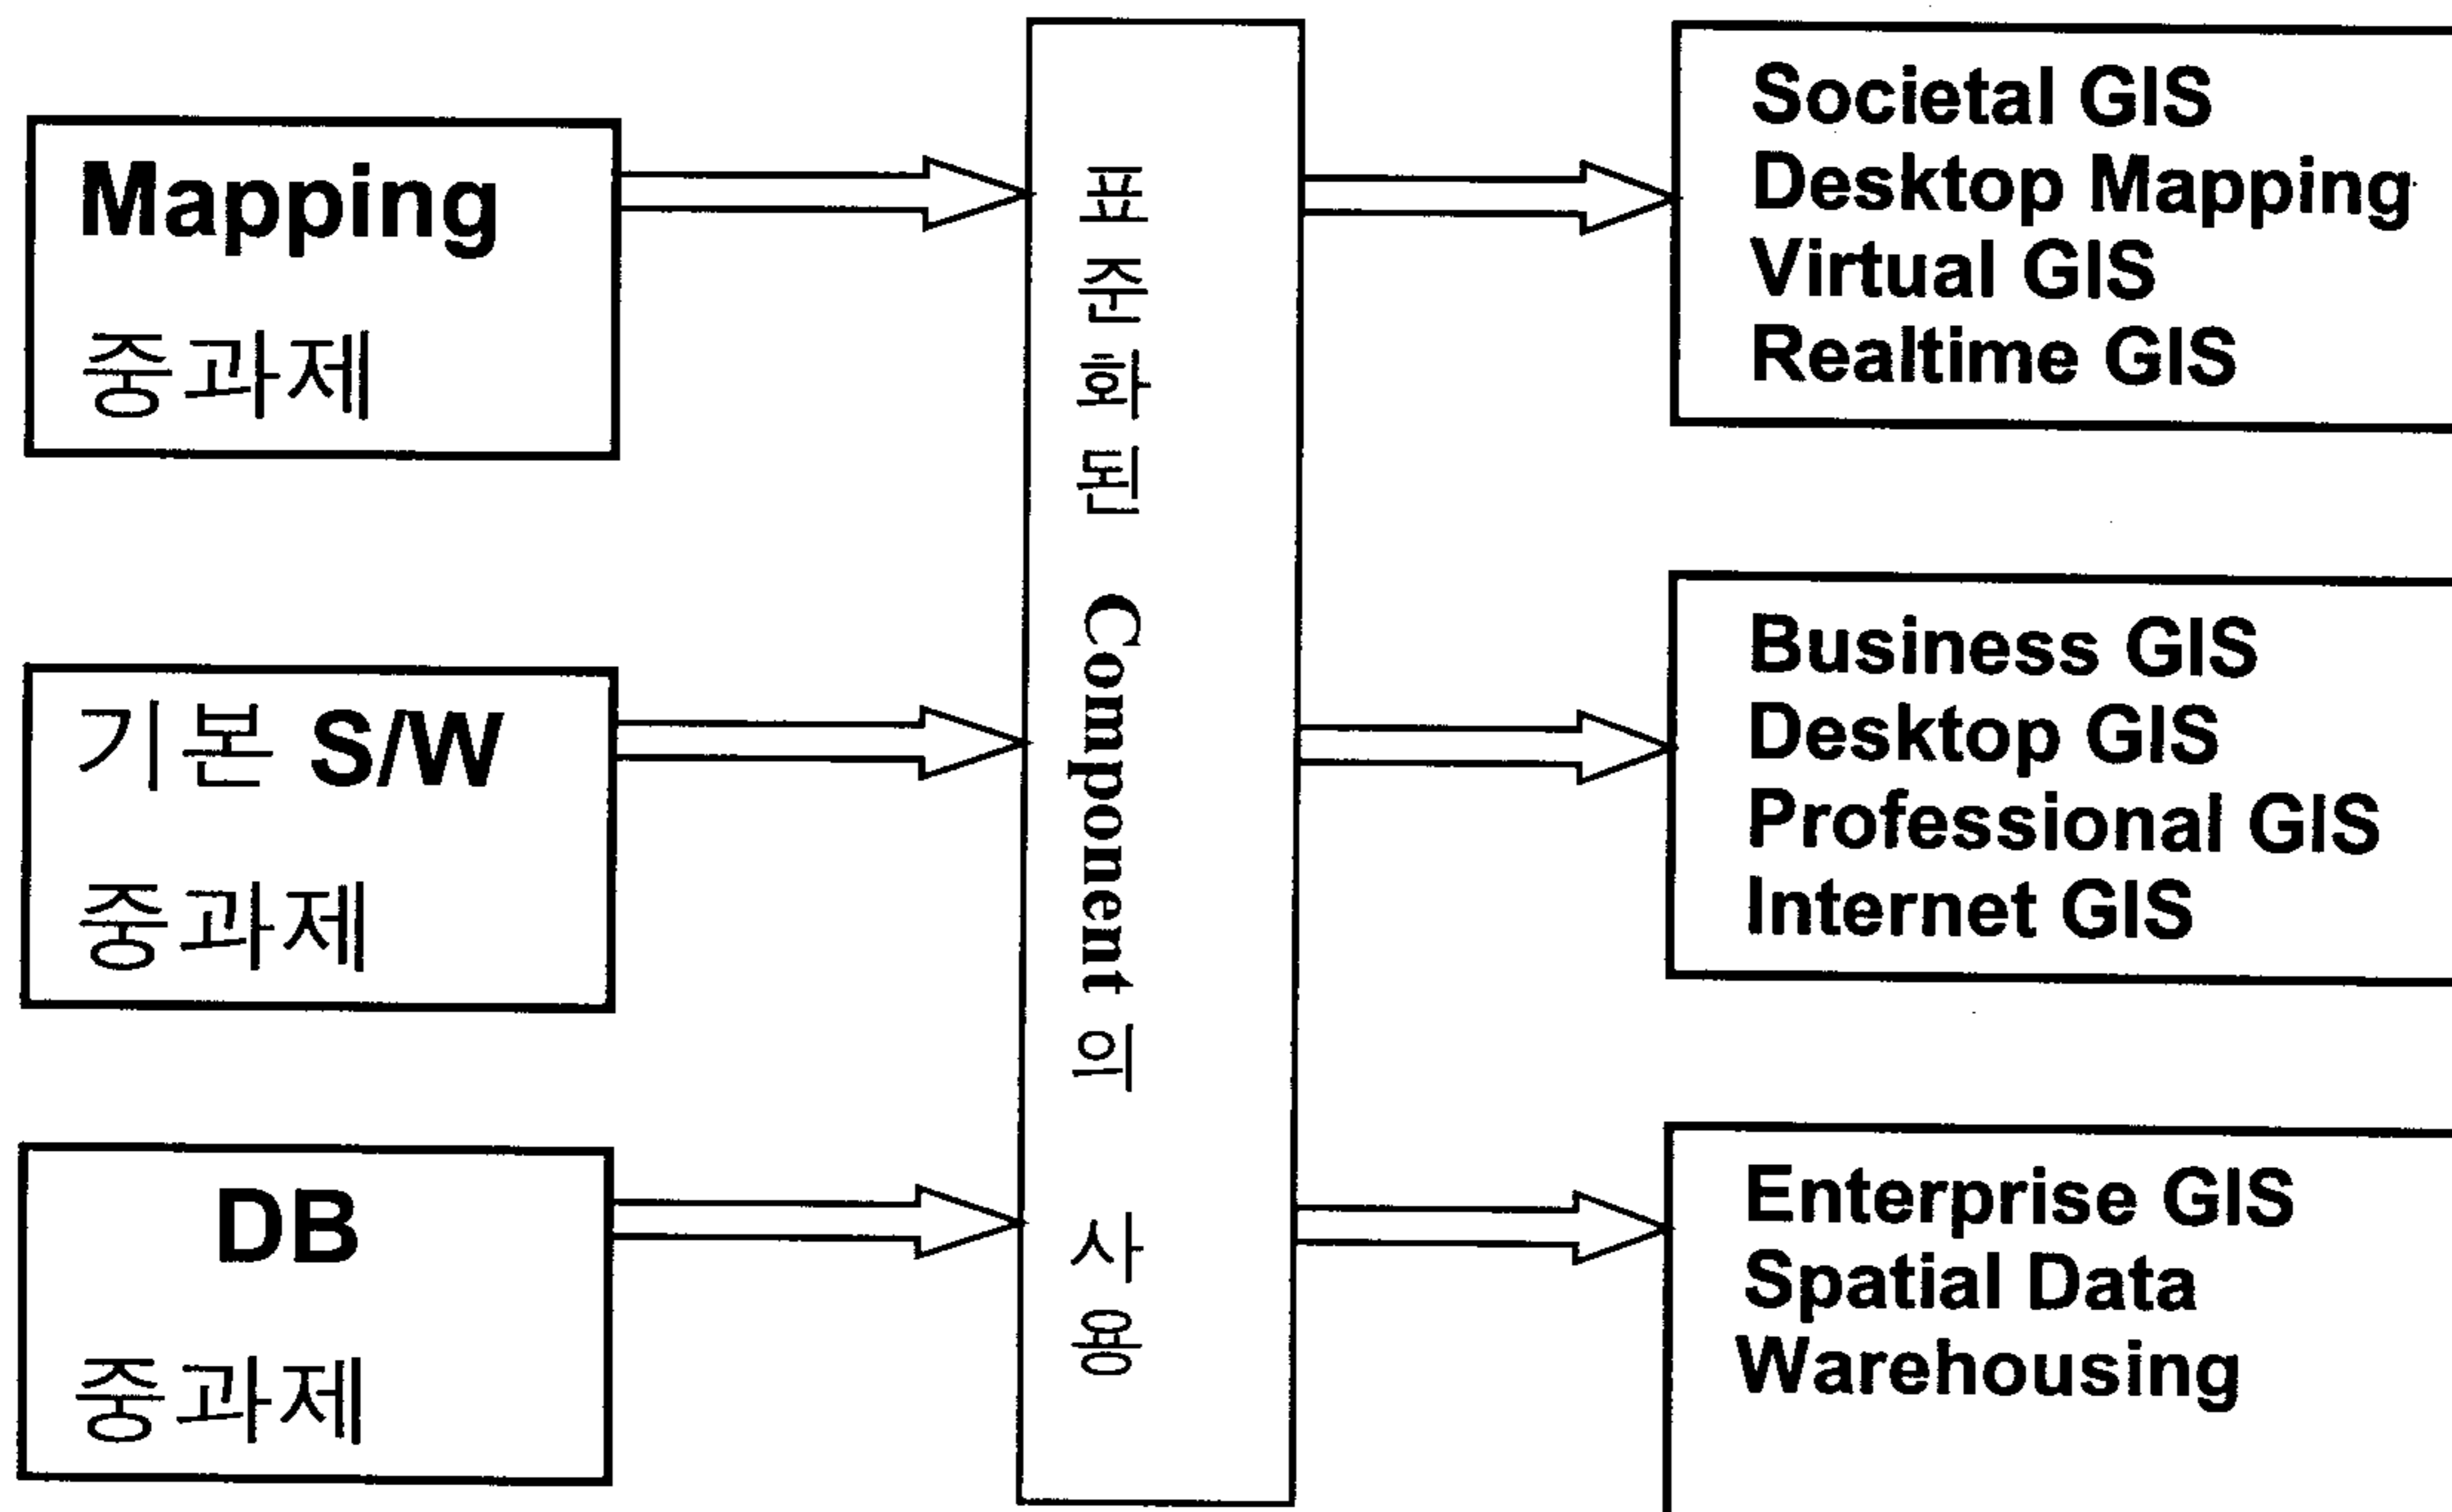 Mapping
중과제
기본 S/W
중과제
DB
중과제
표준화된 Component의 사용
Societal GIS
Desktop Mapping
Virtual GIS
Realtime GIS
Business GIS
Desktop GIS
Professional GIS
Internet GIS
Enterprise GIS
Spatial Data
Warehousing